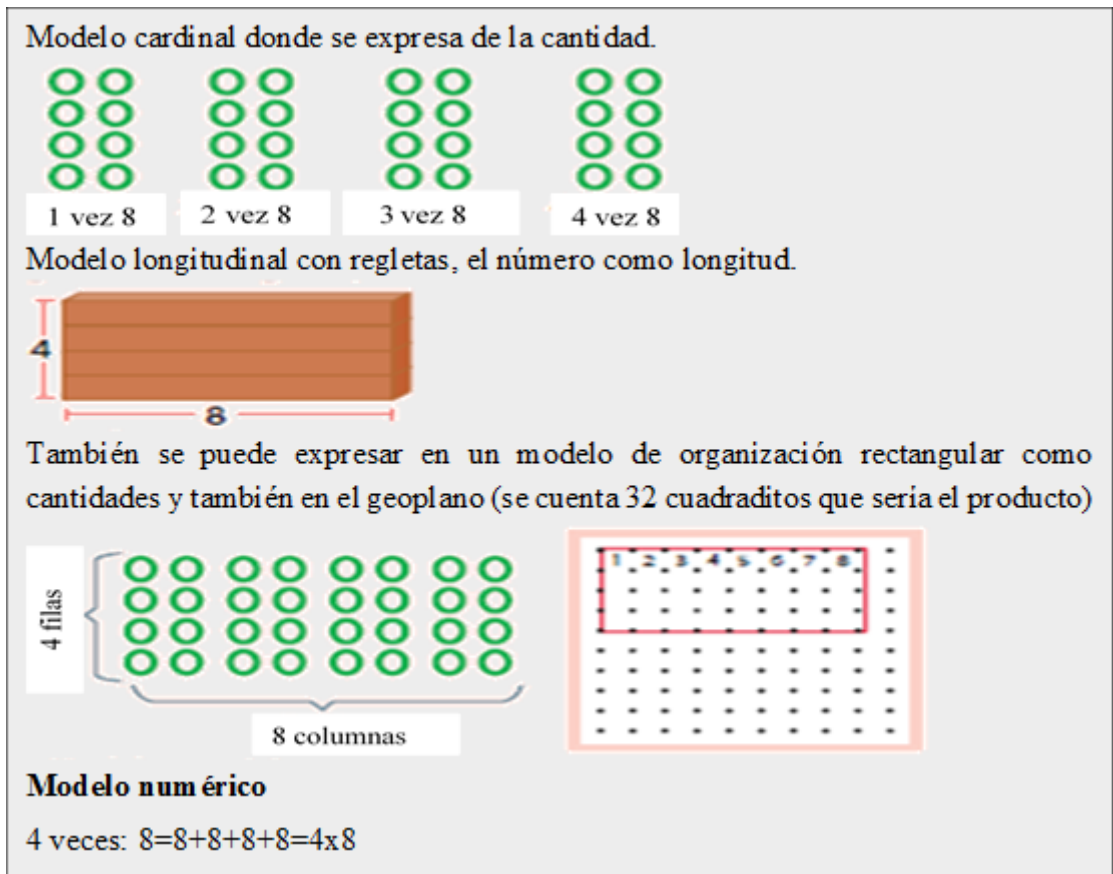 Modelo cardinal donde se expresa de la cantidad.
1 vez 8 2 vez 8 3 vez 8 4 vez 8
Modelo longitudinal con regletas, el número como longitud.
4
8
También se puede expresar en un modelo de organización rectangular como
cantidades y también en el geoplano (se cuenta 32 cuadraditos que sería el producto)
4 filas
8 columnas
1 2 3 4 5 6 7 8
Modelo numérico
4 veces: 8=8+8+8+8=4x8